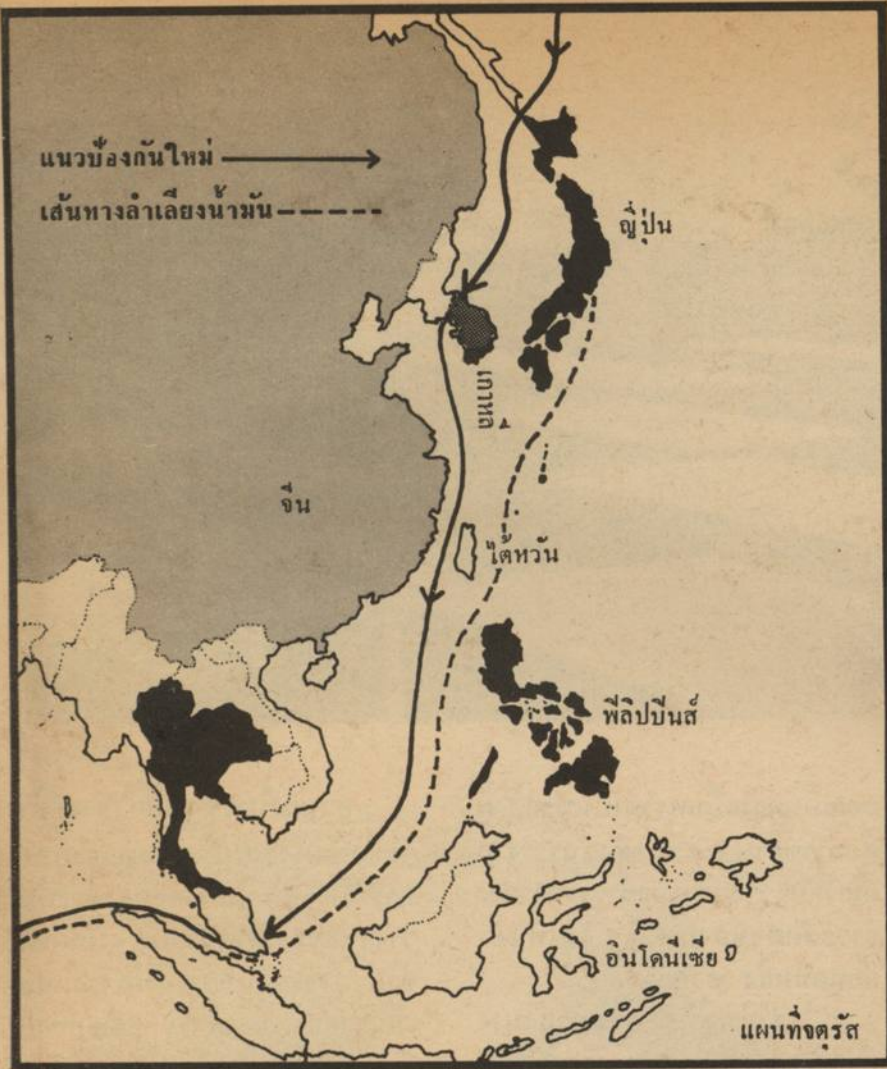 แนวป้องกันใหม่
เส้นทางลำเลียงน้ำมัน
ญี่ปุ่น
เกาหลี
จีน
ไต้หวัน
ฟิลิปปินส์
อินโดนีเซีย
แผนที่จตุรัส